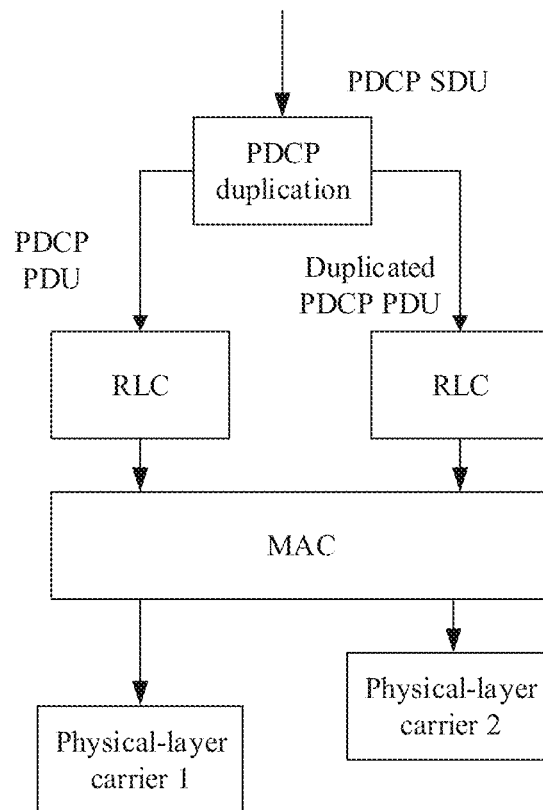 PDCP SDU
PDCP
duplication
PDCP
PDU
Duplicated
PDCP PDU
RLC
RLC
MAC
Physical-layer
carrier 1
Physical-layer
carrier 2